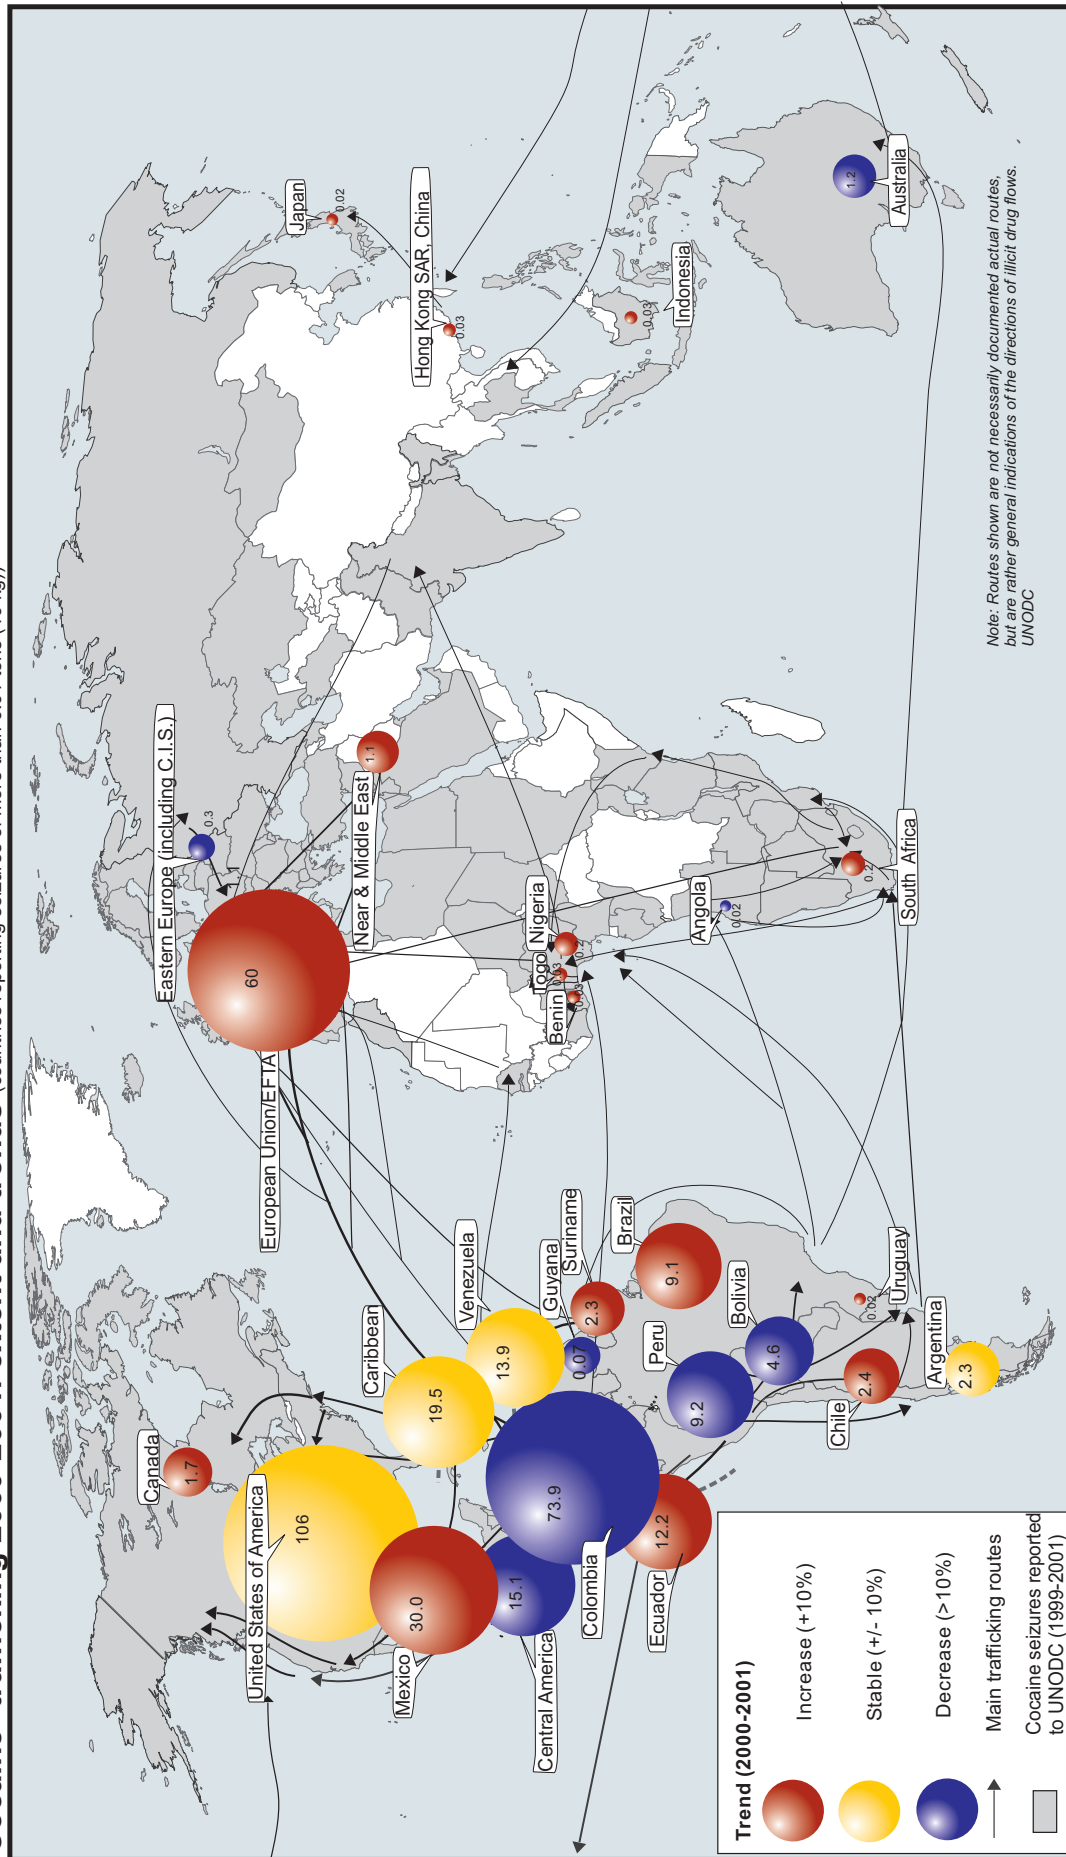 Canada
1.7
United States of America
106
Mexico
30.0
Central America
15.1
Caribbean
19.5
Venezuela
13.9
Guyana
0.07
Suriname
2.3
Colombia
73.9
Ecuador
12.2
Brazil
9.1
Peru
9.2
Bolivia
4.6
Chile
2.4
Uruguay
0.02
Argentina
2.3
European Union/EFTA
60
Eastern Europe (including C.I.S.)
0.3
Near & Middle East
1.1
Nigeria
0.2
Togo
0.03
Benin
0.03
Angola
0.02
South Africa
0.2
Japan
0.02
Hong Kong SAR, China
0.03
Indonesia
0.03
Australia
1.2
Trend (2000-2001)
Increase (+10%)
Stable (+/- 10%)
Decrease (>10%)
Main trafficking routes
Cocaine seizures reported
to UNODC (1999-2001)
Note: Routes shown are not necessarily documented actual routes,
but are rather general indications of the directions of illicit drug flows.
UNODC